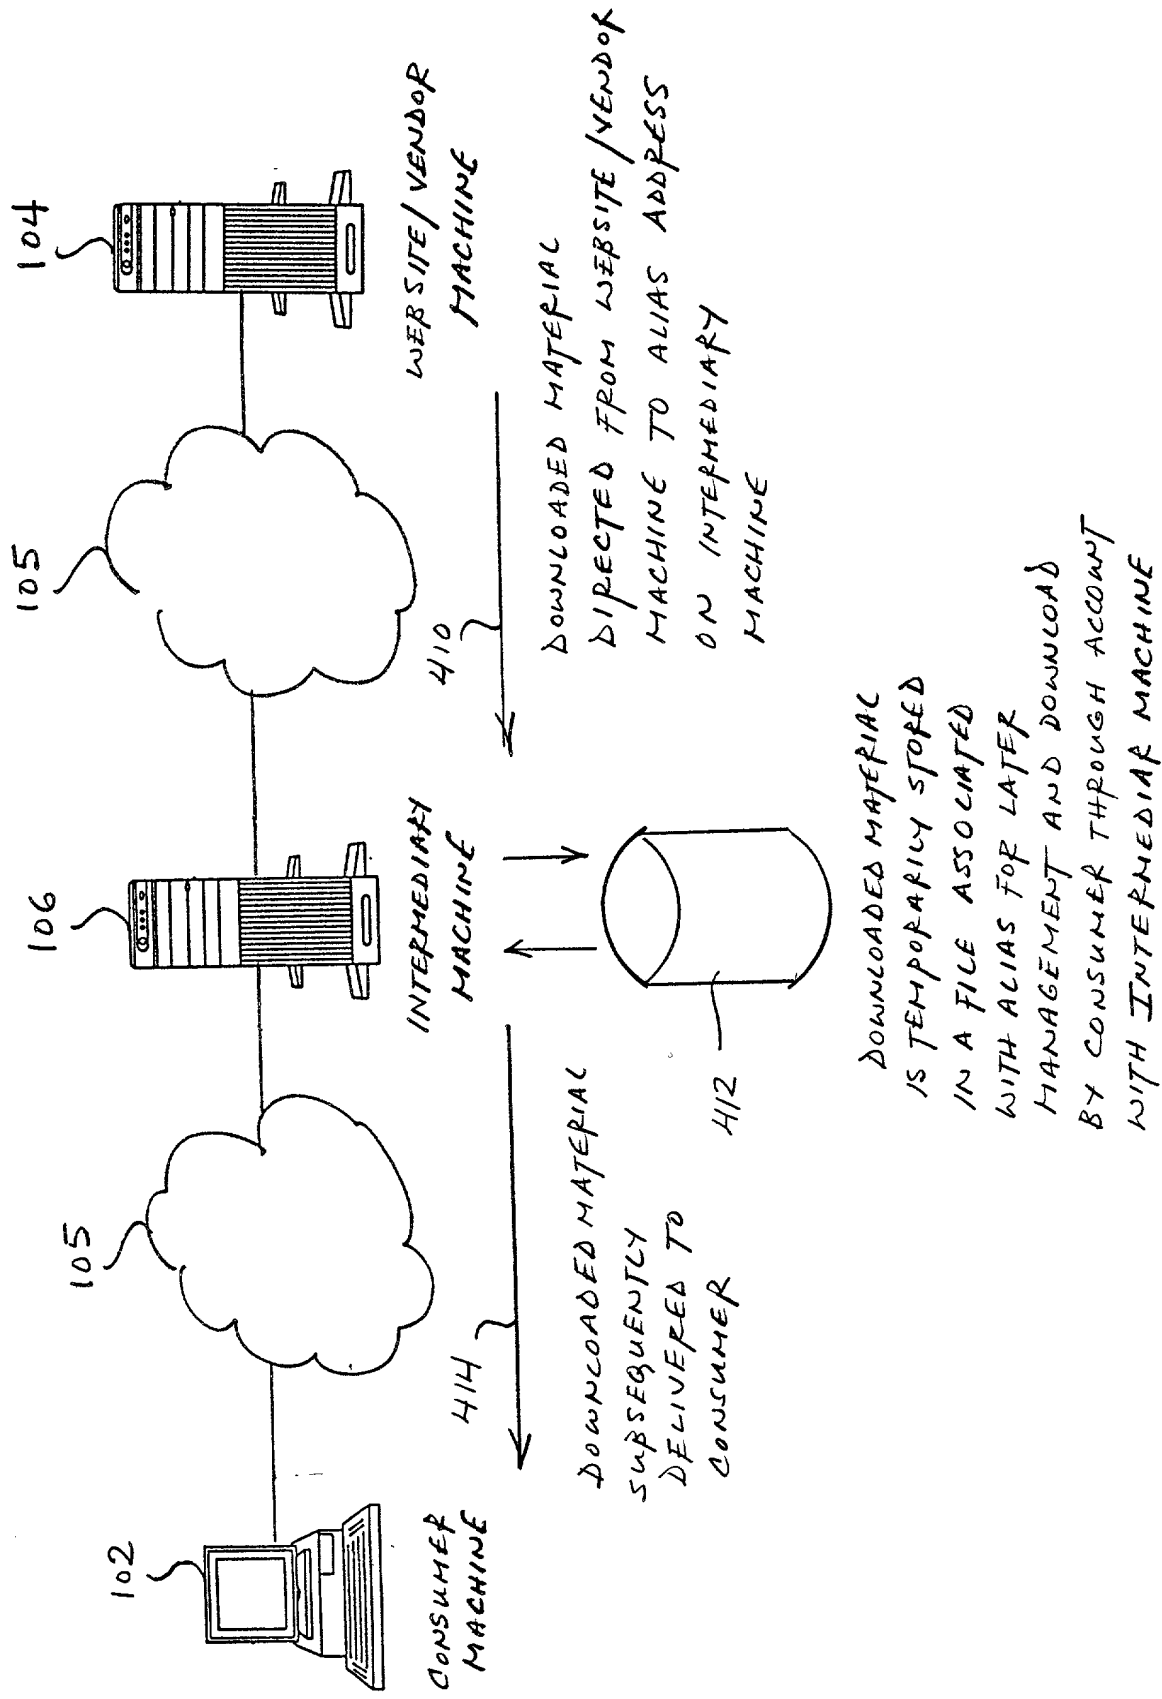 102
105
106
105
104
CONSUMER
MACHINE
INTERMEDIARY
MACHINE
WEBSITE/VENDOR
MACHINE
414
410
DOWNLOADED MATERIAL
SUBSEQUENTLY
DELIVERED TO
CONSUMER
412
DOWNLOADED MATERIAL
DIRECTED FROM WEBSITE/VENDOR
MACHINE TO ALIAS ADDRESS
ON INTERMEDIARY
MACHINE
DOWNLOADED MATERIAL
IS TEMPORARILY STORED
IN A FILE ASSOCIATED
WITH ALIAS FOR LATER
MANAGEMENT AND DOWNLOAD
BY CONSUMER THROUGH ACCOUNT
WITH INTERMEDIAR MACHINE